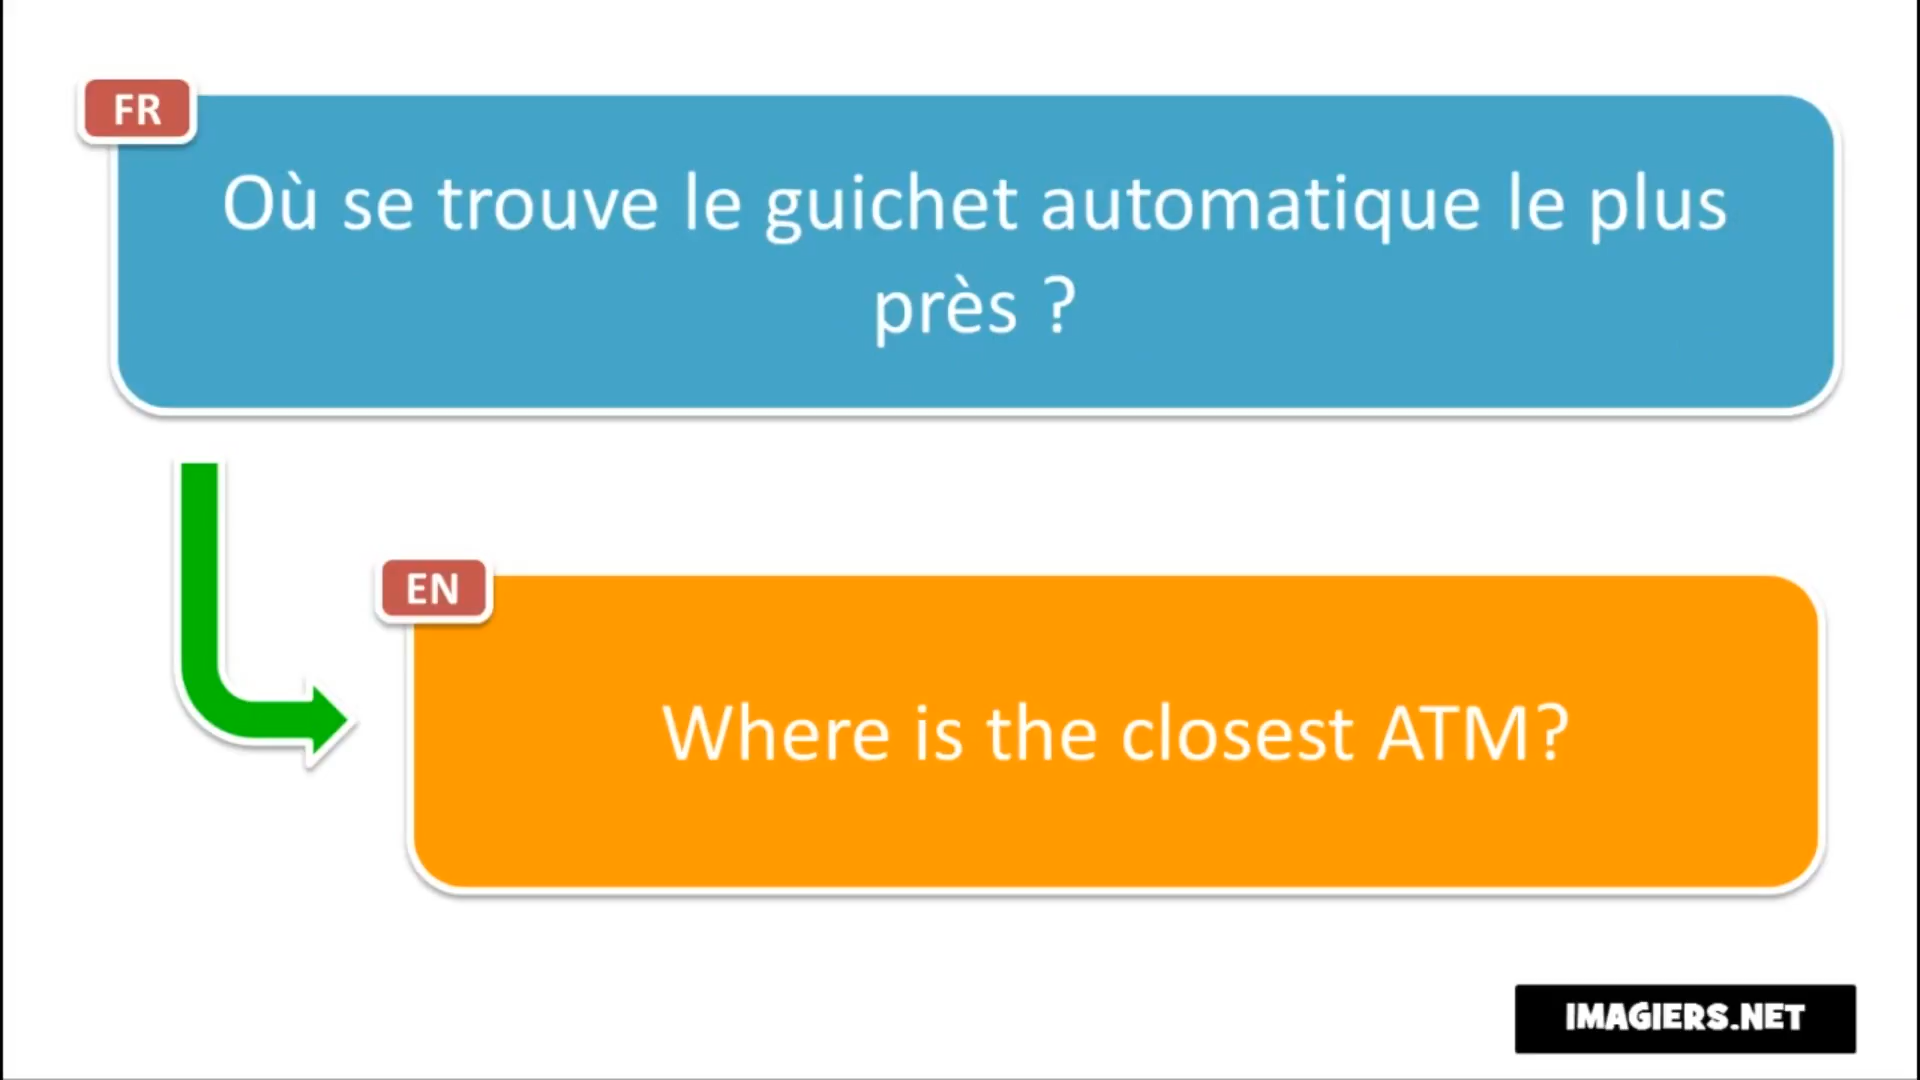 FR
Où se trouve le guichet automatique le plus
près ?
EN
Where is the closest ATM?
IMAGIERS.NET